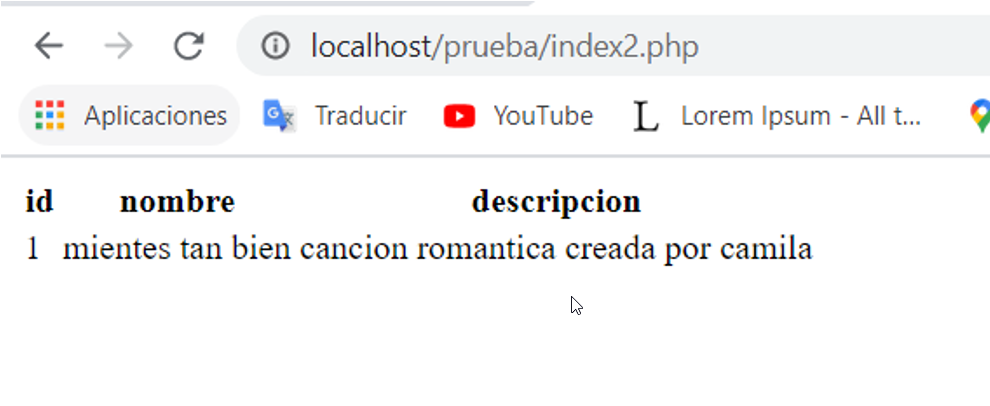 localhost/prueba/index2.php
Aplicaciones Traducir YouTube L Lorem Ipsum - All t...
id nombre descripcion
1 mientes tan bien cancion romantica creada por camila